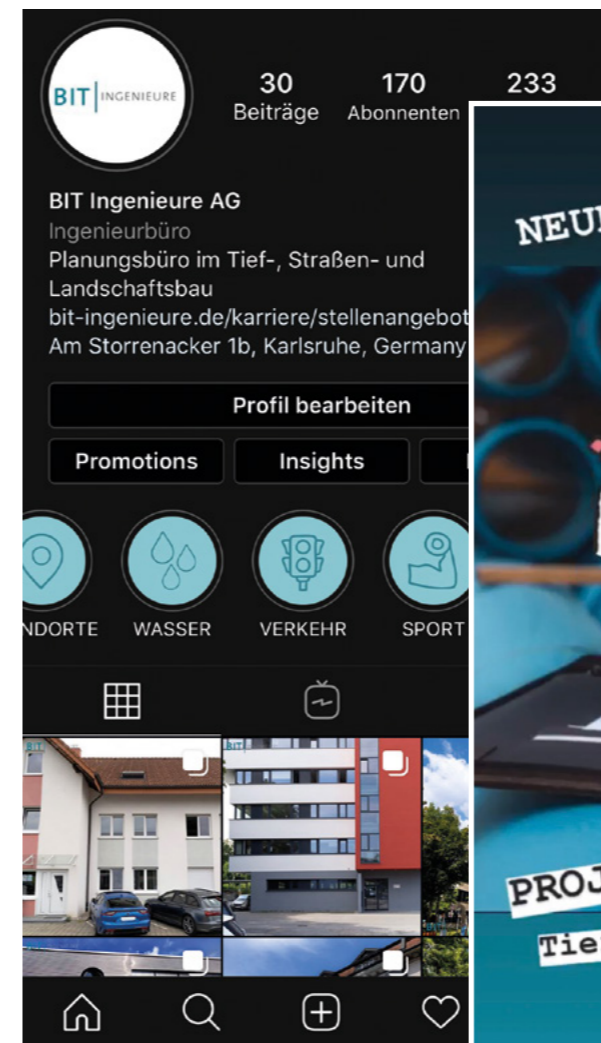 BIT INGENIEURE
30 170 233
Beiträge Abonnenten
BIT Ingenieure AG
Ingenieurbüro
Planungsbüro im Tief-, Straßen- und
Landschaftsbau
bit-ingenieure.de/karriere/stellenangebot
Am Storrenacker 1b, Karlsruhe, Germany
Profil bearbeiten
Promotions Insights
NDORTE WASSER VERKEHR SPORT
BIT BIT
NEU
PROJ
Tie